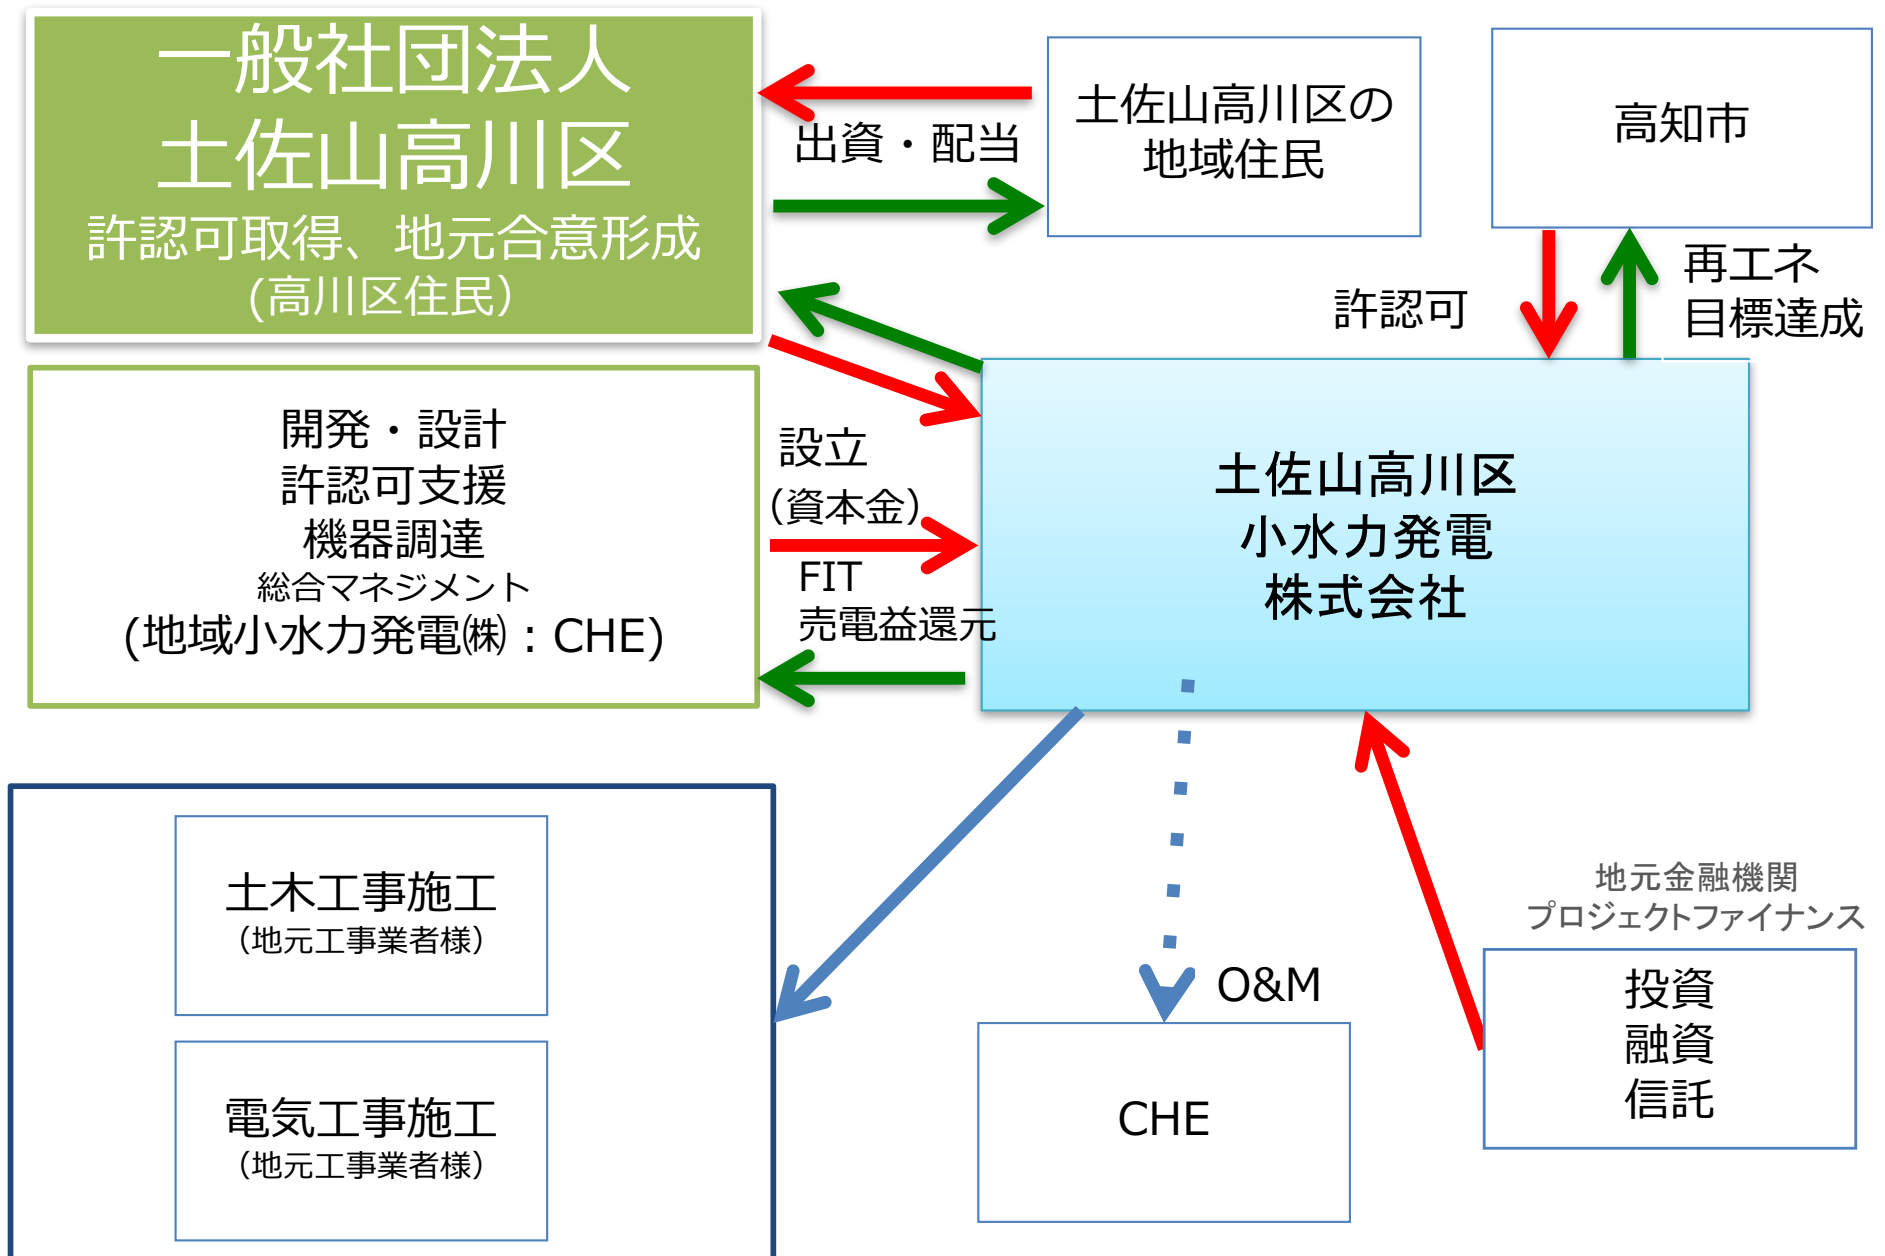 一般社団法人
土佐山高川区
許認可取得、地元合意形成
(高川区住民）
出資・配当
土佐山高川区の
地域住民
高知市
許認可
再エネ
目標達成
開発・設計
許認可支援
機器調達
総合マネジメント
(地域小水力発電㈱：CHE)
設立
（資本金）
FIT
売電益還元
土佐山高川区
小水力発電
株式会社
土木工事施工
（地元工事業者様）
電気工事施工
（地元工事業者様）
O&M
CHE
地元金融機関
プロジェクトファイナンス
投資
融資
信託